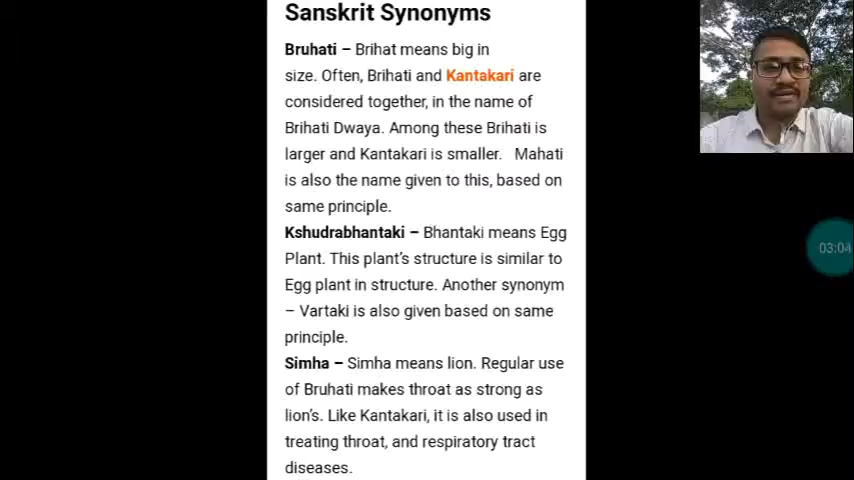 Sanskrit Synonyms
Bruhati – Brihat means big in
size. Often, Brihati and Kantakari are
considered together, in the name of
Brihati Dwaya. Among these Brihati is
larger and Kantakari is smaller. Mahati
is also the name given to this, based on
same principle.
Kshudrabhantaki – Bhantaki means Egg
Plant. This plant's structure is similar to
Egg plant in structure. Another synonym
– Vartaki is also given based on same
principle.
Simha – Simha means lion. Regular use
of Bruhati makes throat as strong as
lion's. Like Kantakari, it is also used in
treating throat, and respiratory tract
diseases.
03:04